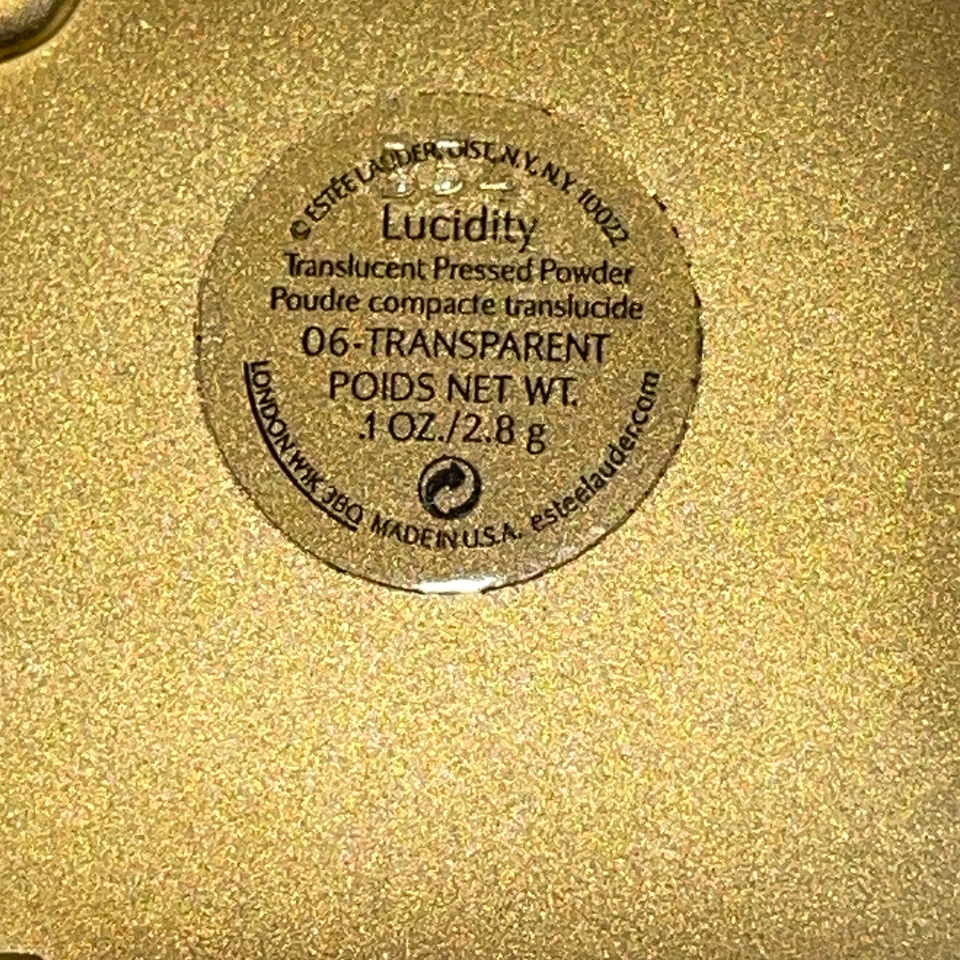 © ESTĒE LAUDER, DIST, N.Y., N.Y. 10022
Lucidity
Translucent Pressed Powder
Poudre compacte translucide
06-TRANSPARENT
POIDS NET WT.
.1 OZ./2.8 g
LONDON W1K 3BQ MADE IN U.S.A. esteelauder.com